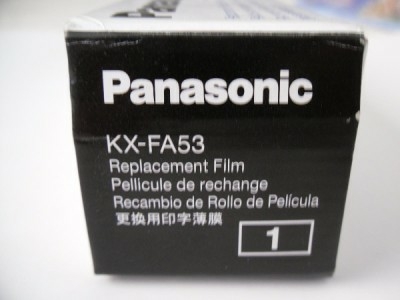 Panasonic
KX-FA53
Replacement Film
Pellicule de rechange
Recambio de Rollo de Película
更換用印字薄膜
1